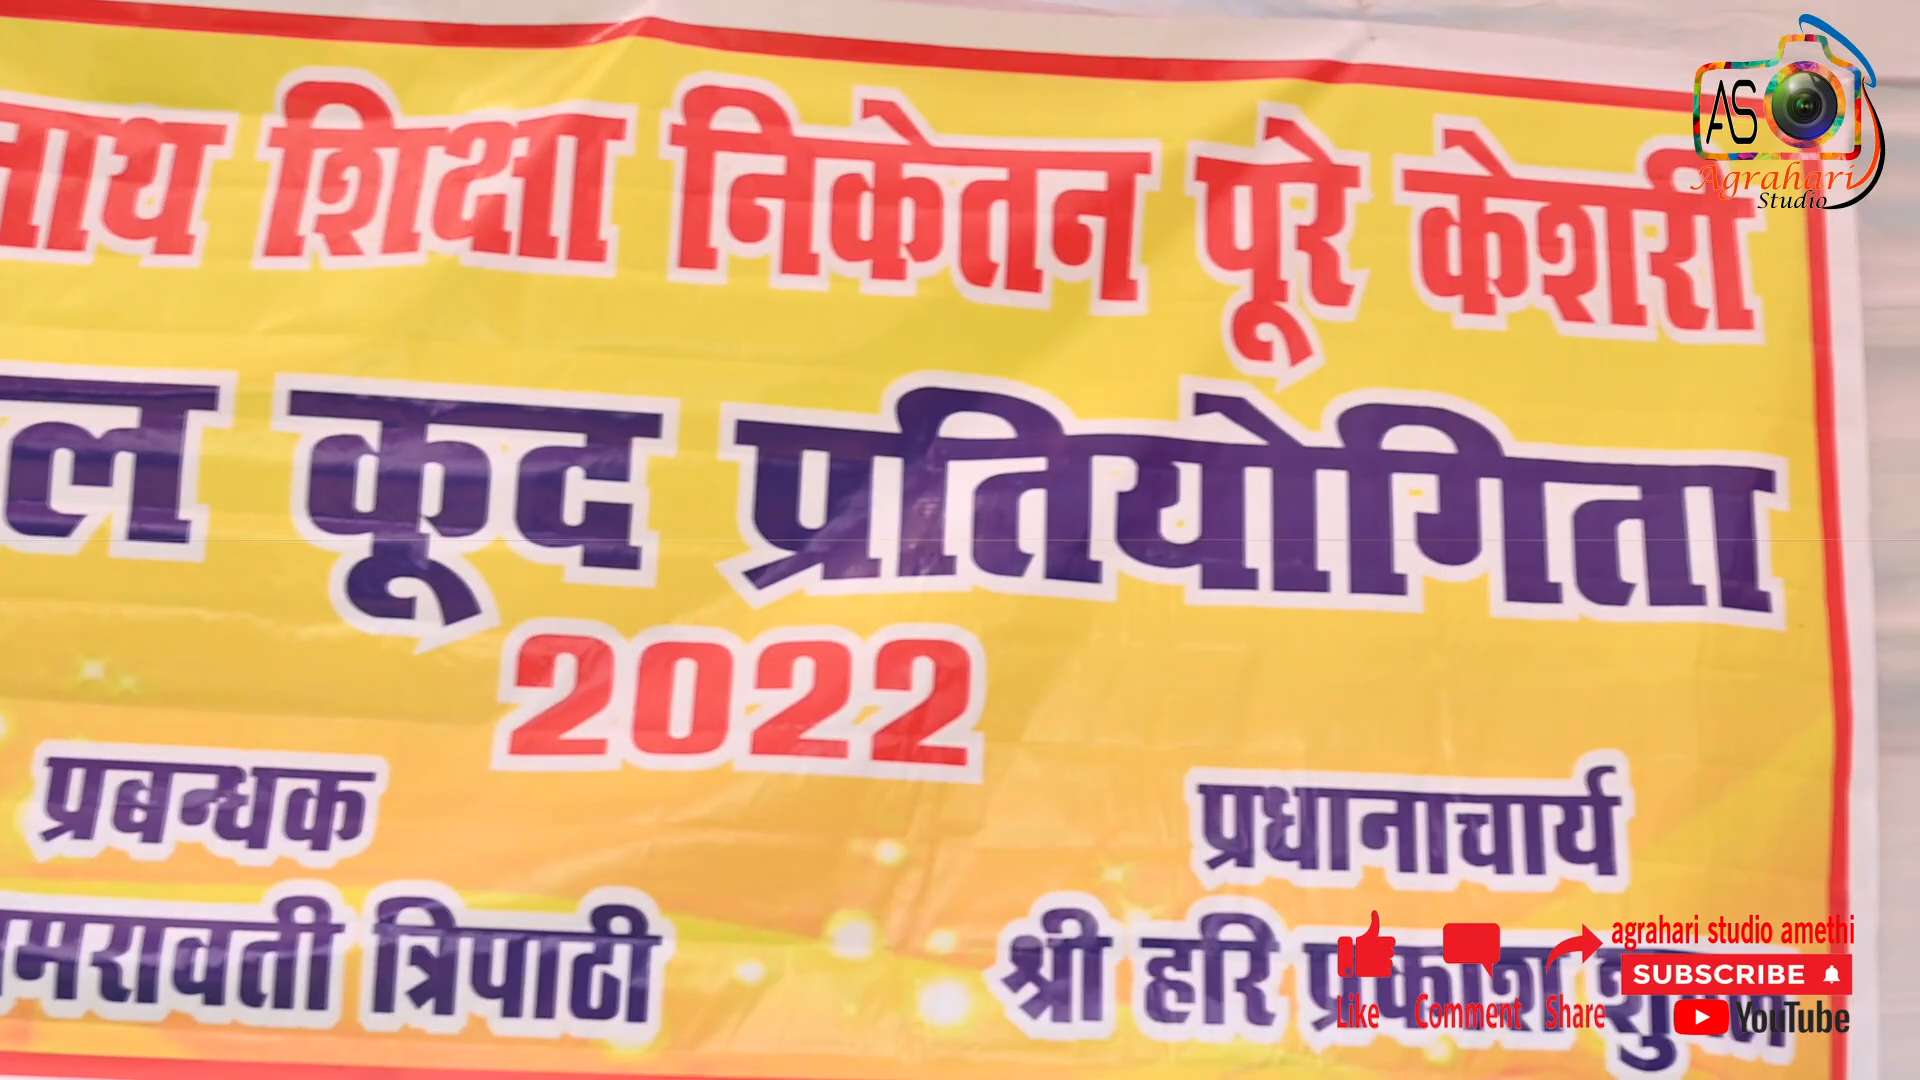 शिक्षा निकेतन पूरे केशरी
कूद प्रतियोगिता
2022
प्रबन्धक
प्रधानाचार्य
त्रिपाठी
श्री हरि प्रकाश शुक्ल
AS
Agrahari
Studio
agrahari studio amethi
SUBSCRIBE
Like Comment Share
YouTube